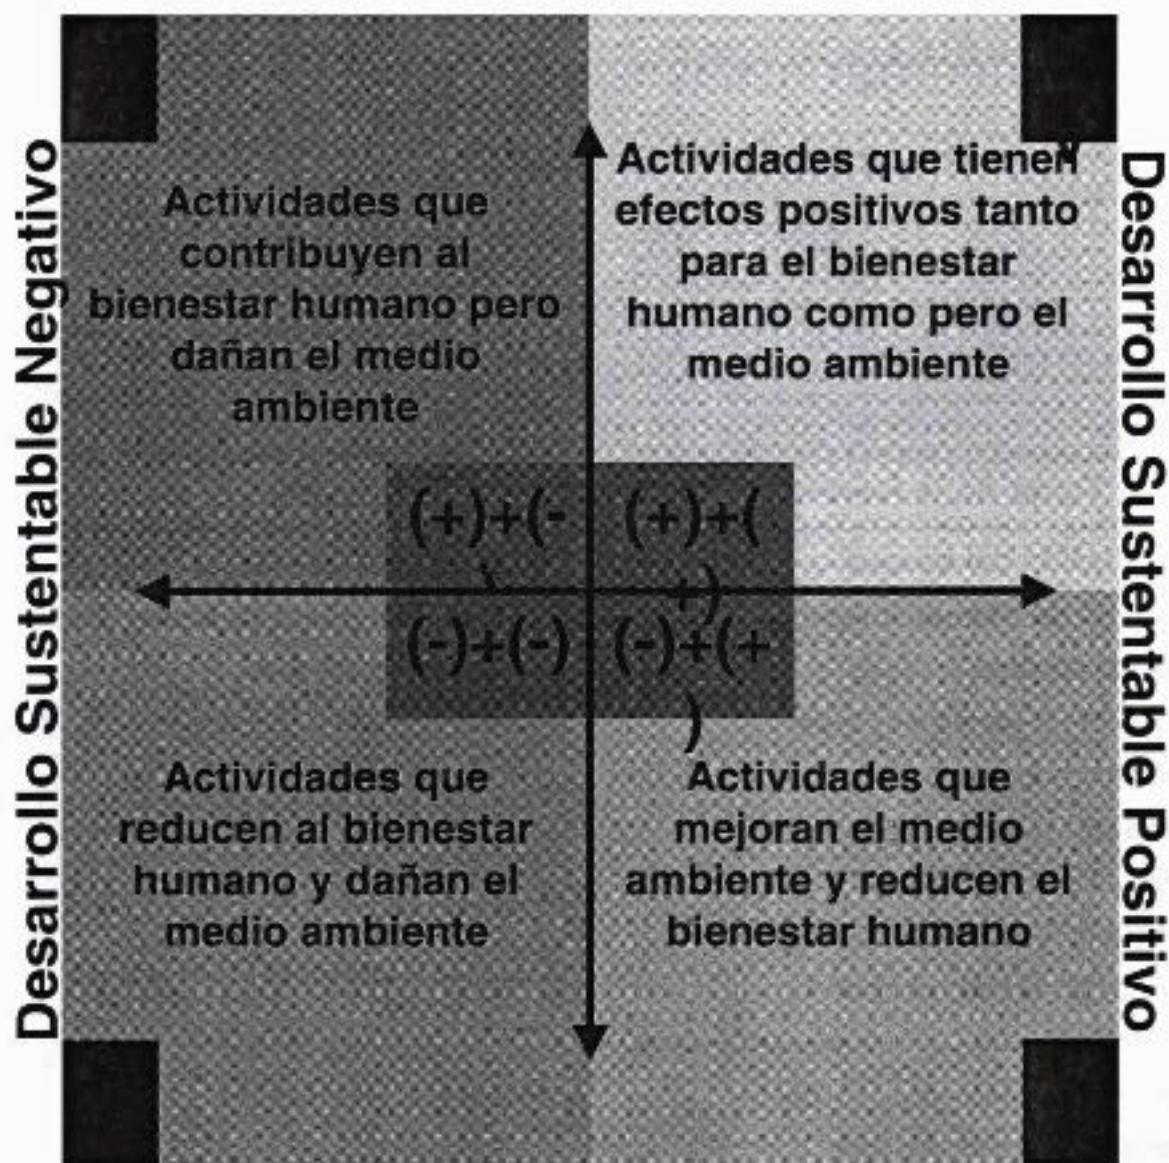 Desarrollo Sustentable Negativo
Actividades que
contribuyen al
bienestar humano pero
dañan el medio
ambiente
Actividades que tienen
efectos positivos tanto
para el bienestar
humano como pero el
medio ambiente
(+)+(-
)
(+)+(
+)
(-)+(-)
(-)+(+
)
Actividades que
reducen al bienestar
humano y dañan el
medio ambiente
Actividades que
mejoran el medio
ambiente y reducen el
bienestar humano
Desarrollo Sustentable Positivo